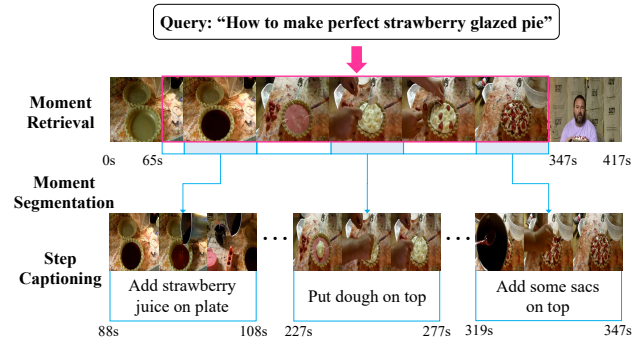 Query: “How to make perfect strawberry glazed pie”
Moment
Retrieval
0s
65s
347s
417s
Moment
Segmentation
Step
Captioning
Add strawberry
juice on plate
Put dough on top
Add some sacs
on top
88s
108s
227s
277s
319s
347s